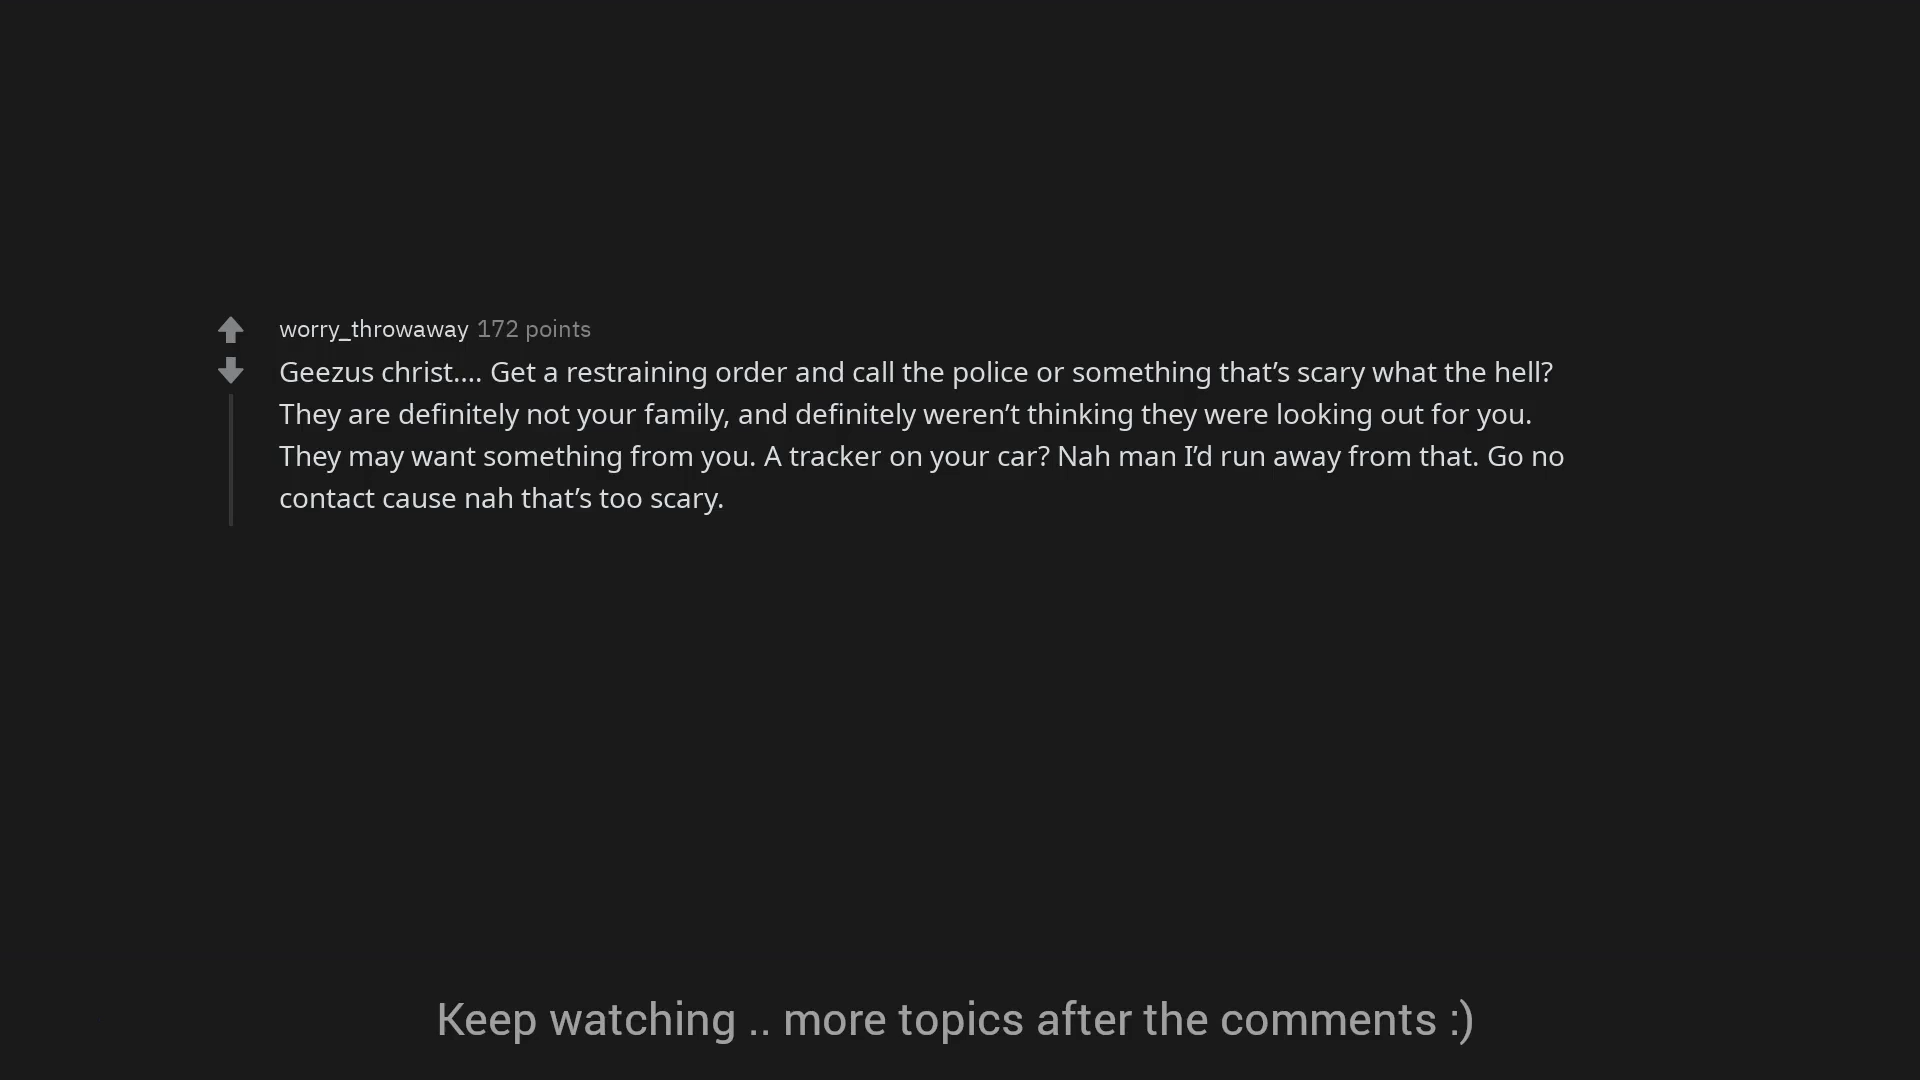 worry_throwaway 172 points
Geezus christ.... Get a restraining order and call the police or something that’s scary what the hell?
They are definitely not your family, and definitely weren’t thinking they were looking out for you.
They may want something from you. A tracker on your car? Nah man I’d run away from that. Go no
contact cause nah that’s too scary.
Keep watching .. more topics after the comments :)